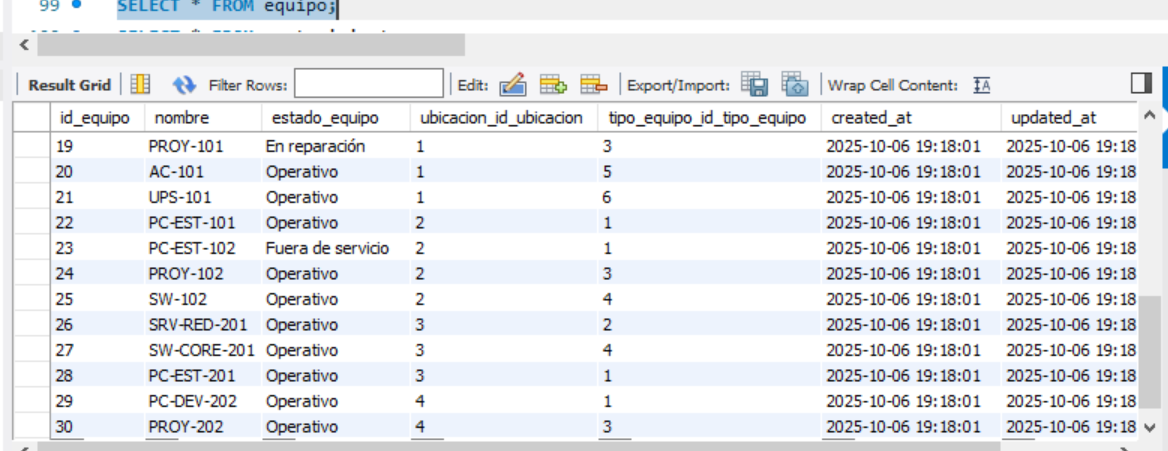 99 SELECT * FROM equipo;
Result Grid Filter Rows: Edit: Export/Import: Wrap Cell Content: IA
id_equipo nombre estado_equipo ubicacion_id_ubicacion tipo_equipo_id_tipo_equipo created_at updated_at
19 PROY-101 En reparación 1 3 2025-10-06 19:18:01 2025-10-06 19:18
20 AC-101 Operativo 1 5 2025-10-06 19:18:01 2025-10-06 19:18
21 UPS-101 Operativo 1 6 2025-10-06 19:18:01 2025-10-06 19:18
22 PC-EST-101 Operativo 2 1 2025-10-06 19:18:01 2025-10-06 19:18
23 PC-EST-102 Fuera de servicio 2 1 2025-10-06 19:18:01 2025-10-06 19:18
24 PROY-102 Operativo 2 3 2025-10-06 19:18:01 2025-10-06 19:18
25 SW-102 Operativo 2 4 2025-10-06 19:18:01 2025-10-06 19:18
26 SRV-RED-201 Operativo 3 2 2025-10-06 19:18:01 2025-10-06 19:18
27 SW-CORE-201 Operativo 3 4 2025-10-06 19:18:01 2025-10-06 19:18
28 PC-EST-201 Operativo 3 1 2025-10-06 19:18:01 2025-10-06 19:18
29 PC-DEV-202 Operativo 4 1 2025-10-06 19:18:01 2025-10-06 19:18
30 PROY-202 Operativo 4 3 2025-10-06 19:18:01 2025-10-06 19:18